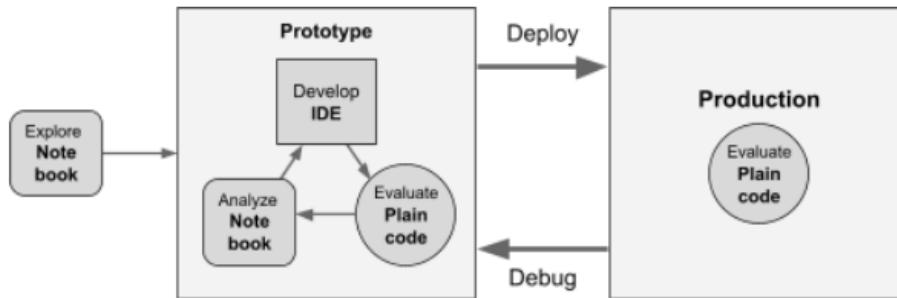 Prototype
Deploy
Develop
IDE
Production
Explore
Note
book
Evaluate
Plain
code
Analyze
Note
book
Evaluate
Plain
code
Debug